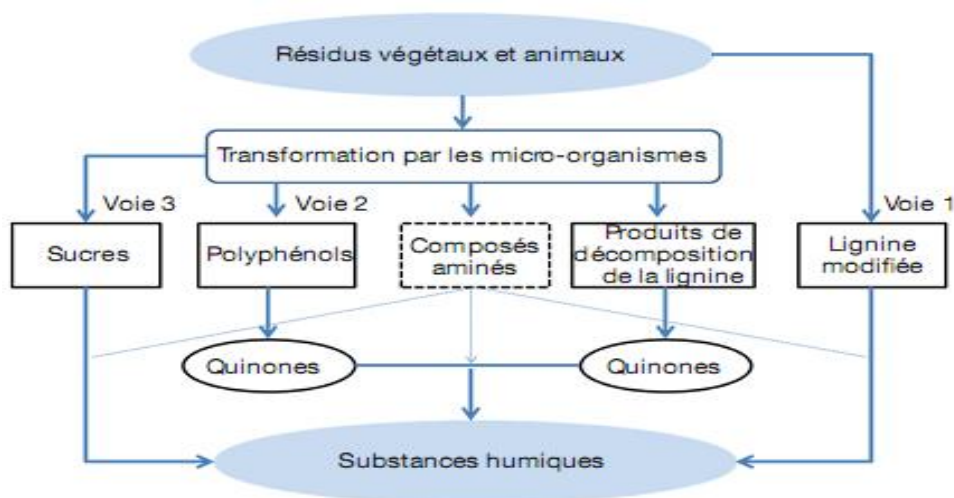 Résidus végétaux et animaux
Transformation par les micro-organismes
Voie 3
Voie 2
Voie 1
Sucres
Polyphénols
Composés
aminés
Produits de
décomposition
de la lignine
Lignine
modifiée
Quinones
Quinones
Substances humiques